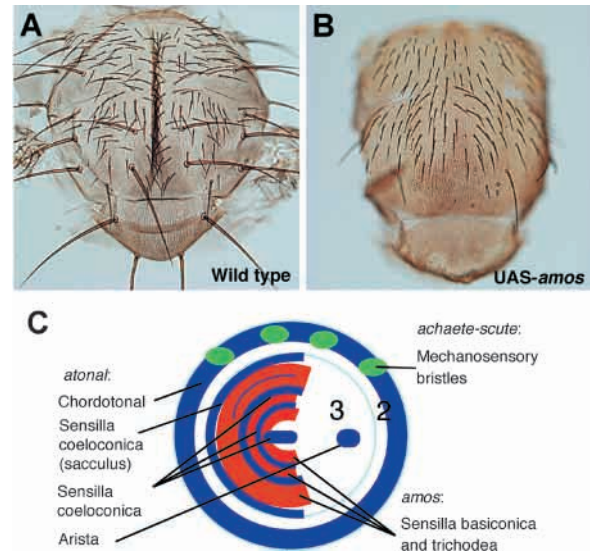 A
B
Wild type
UAS-amos
C
atonal:
Chordotonal
Sensilla
coeloconica
(sacculus)
Sensilla
coeloconica
Arista
3
2
achaete-scute:
Mechanosensory
bristles
amos:
Sensilla basiconica
and trichodea